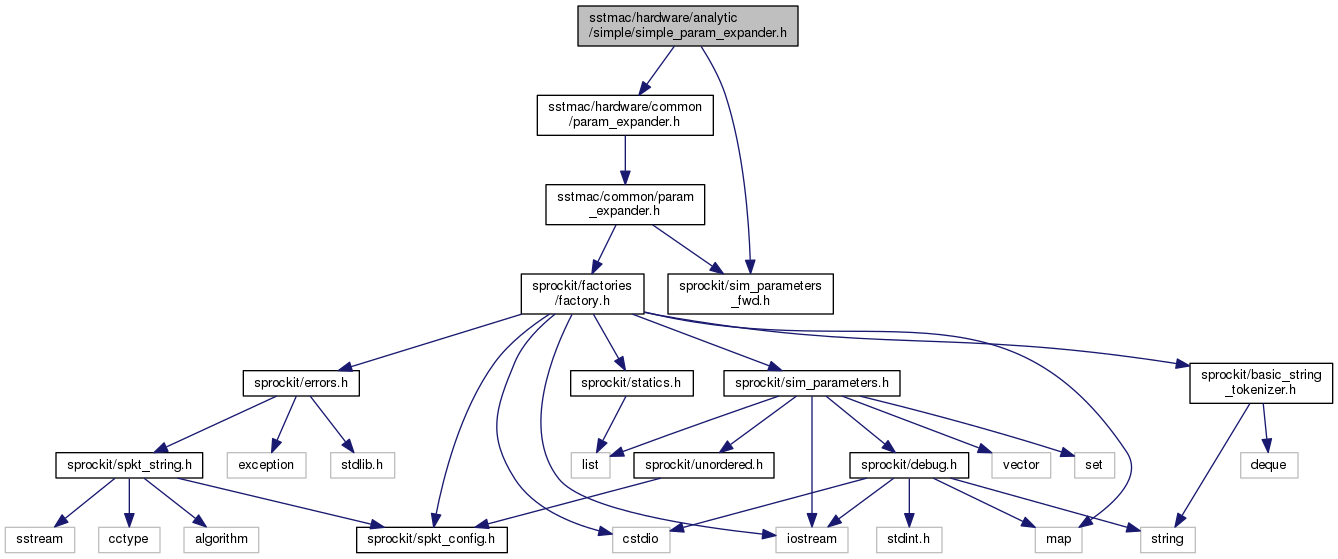 sstmac/hardware/analytic
/simple/simple_param_expander.h
sstmac/hardware/common
/param_expander.h
sstmac/common/param
_expander.h
sprockit/factories
/factory.h
sprockit/sim_parameters
_fwd.h
sprockit/errors.h
sprockit/statics.h
sprockit/sim_parameters.h
sprockit/basic_string
_tokenizer.h
sprockit/spkt_string.h
exception
stdlib.h
list
sprockit/unordered.h
sprockit/debug.h
vector
set
deque
sstream
cctype
algorithm
sprockit/spkt_config.h
cstdio
iostream
stdint.h
map
string